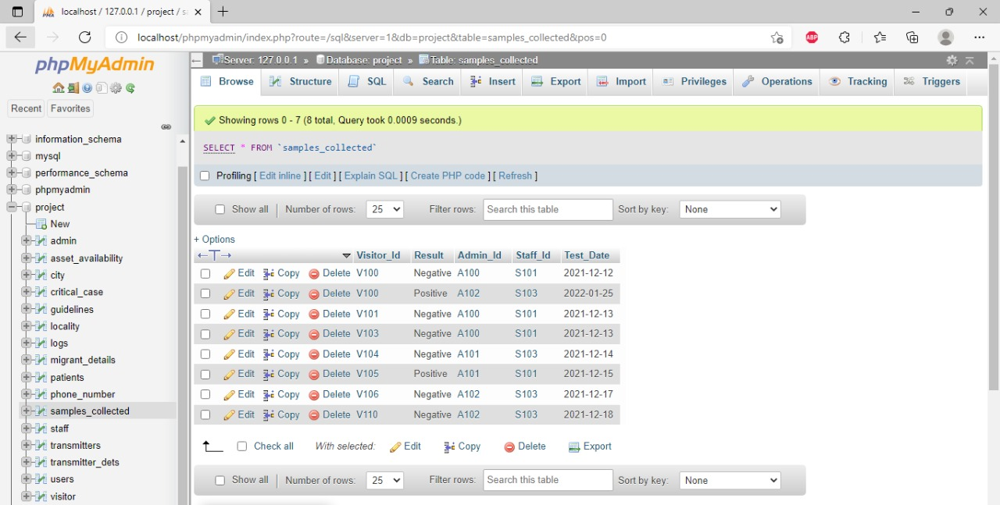 localhost / 127.0.0.1 / project / s
localhost/phpmyadmin/index.php?route=/sql&server=1&db=project&table=samples_collected&pos=0
ABP
phpMyAdmin
Recent Favorites
information_schema
mysql
performance_schema
phpmyadmin
project
New
admin
asset_availability
city
critical_case
guidelines
locality
logs
migrant_details
patients
phone_number
samples_collected
staff
transmitters
transmitter_dets
users
visitor
Server: 127.0.0.1 » Database: project » Table: samples_collected
Browse Structure SQL Search Insert Export Import Privileges Operations Tracking Triggers
Showing rows 0 - 7 (8 total, Query took 0.0009 seconds.)
SELECT * FROM `samples_collected`
Profiling [ Edit inline ] [ Edit ] [ Explain SQL ] [ Create PHP code ] [ Refresh ]
Show all | Number of rows: 25 Filter rows: Search this table Sort by key: None
+ Options
←T→ Visitor_Id Result Admin_Id Staff_Id Test_Date
Edit Copy Delete V100 Negative A100 S101 2021-12-12
Edit Copy Delete V100 Positive A102 S103 2022-01-25
Edit Copy Delete V101 Negative A100 S101 2021-12-13
Edit Copy Delete V103 Negative A100 S101 2021-12-13
Edit Copy Delete V104 Negative A101 S103 2021-12-14
Edit Copy Delete V105 Positive A101 S101 2021-12-15
Edit Copy Delete V106 Negative A102 S103 2021-12-17
Edit Copy Delete V110 Negative A102 S103 2021-12-18
Check all With selected: Edit Copy Delete Export
Show all | Number of rows: 25 Filter rows: Search this table Sort by key: None